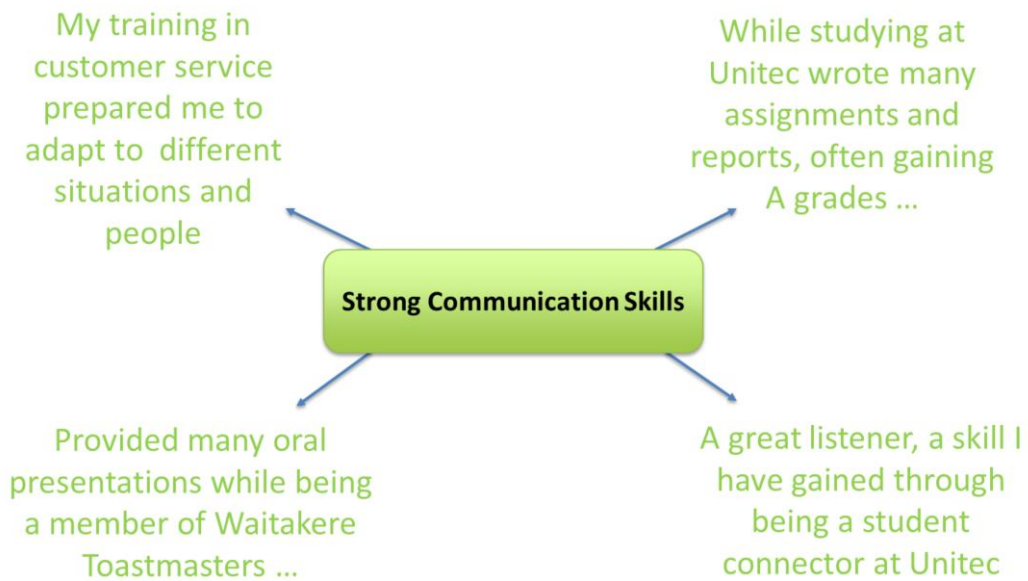 My training in
customer service
prepared me to
adapt to  different
situations and
people
While studying at
Unitec wrote many
assignments and
reports, often gaining
A grades ...
Strong Communication Skills
Provided many oral
presentations while being
a member of Waitakere
Toastmasters ...
A great listener, a skill I
have gained through
being a student
connector at Unitec